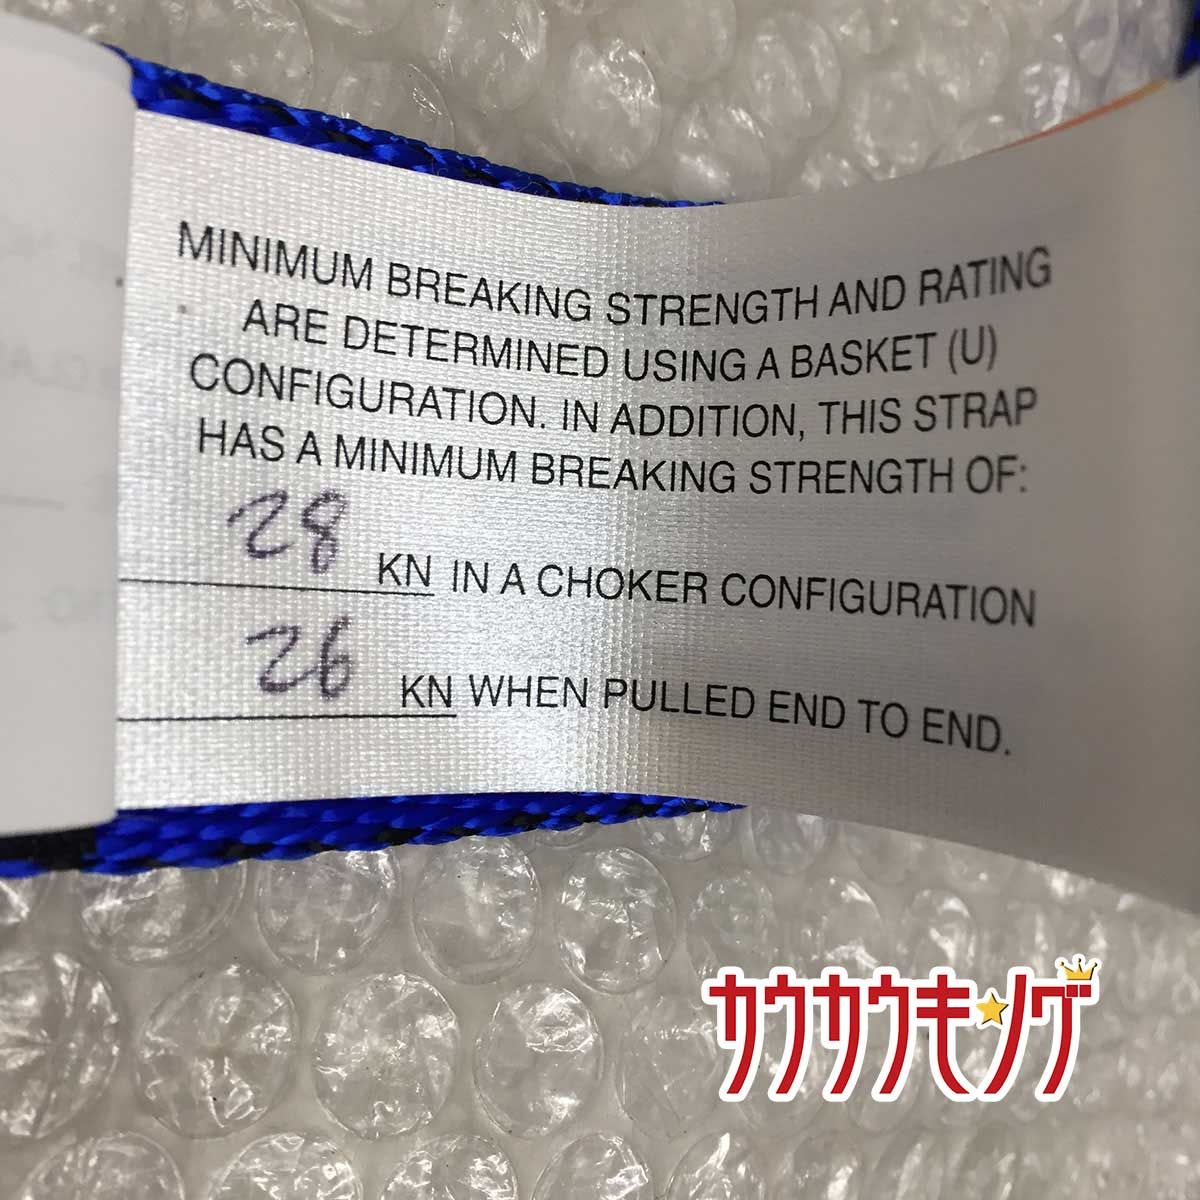 MINIMUM BREAKING STRENGTH AND RATING
ARE DETERMINED USING A BASKET (U)
CONFIGURATION. IN ADDITION, THIS STRAP
HAS A MINIMUM BREAKING STRENGTH OF:
28 KN IN A CHOKER CONFIGURATION
26 KN WHEN PULLED END TO END.
カウカウキング